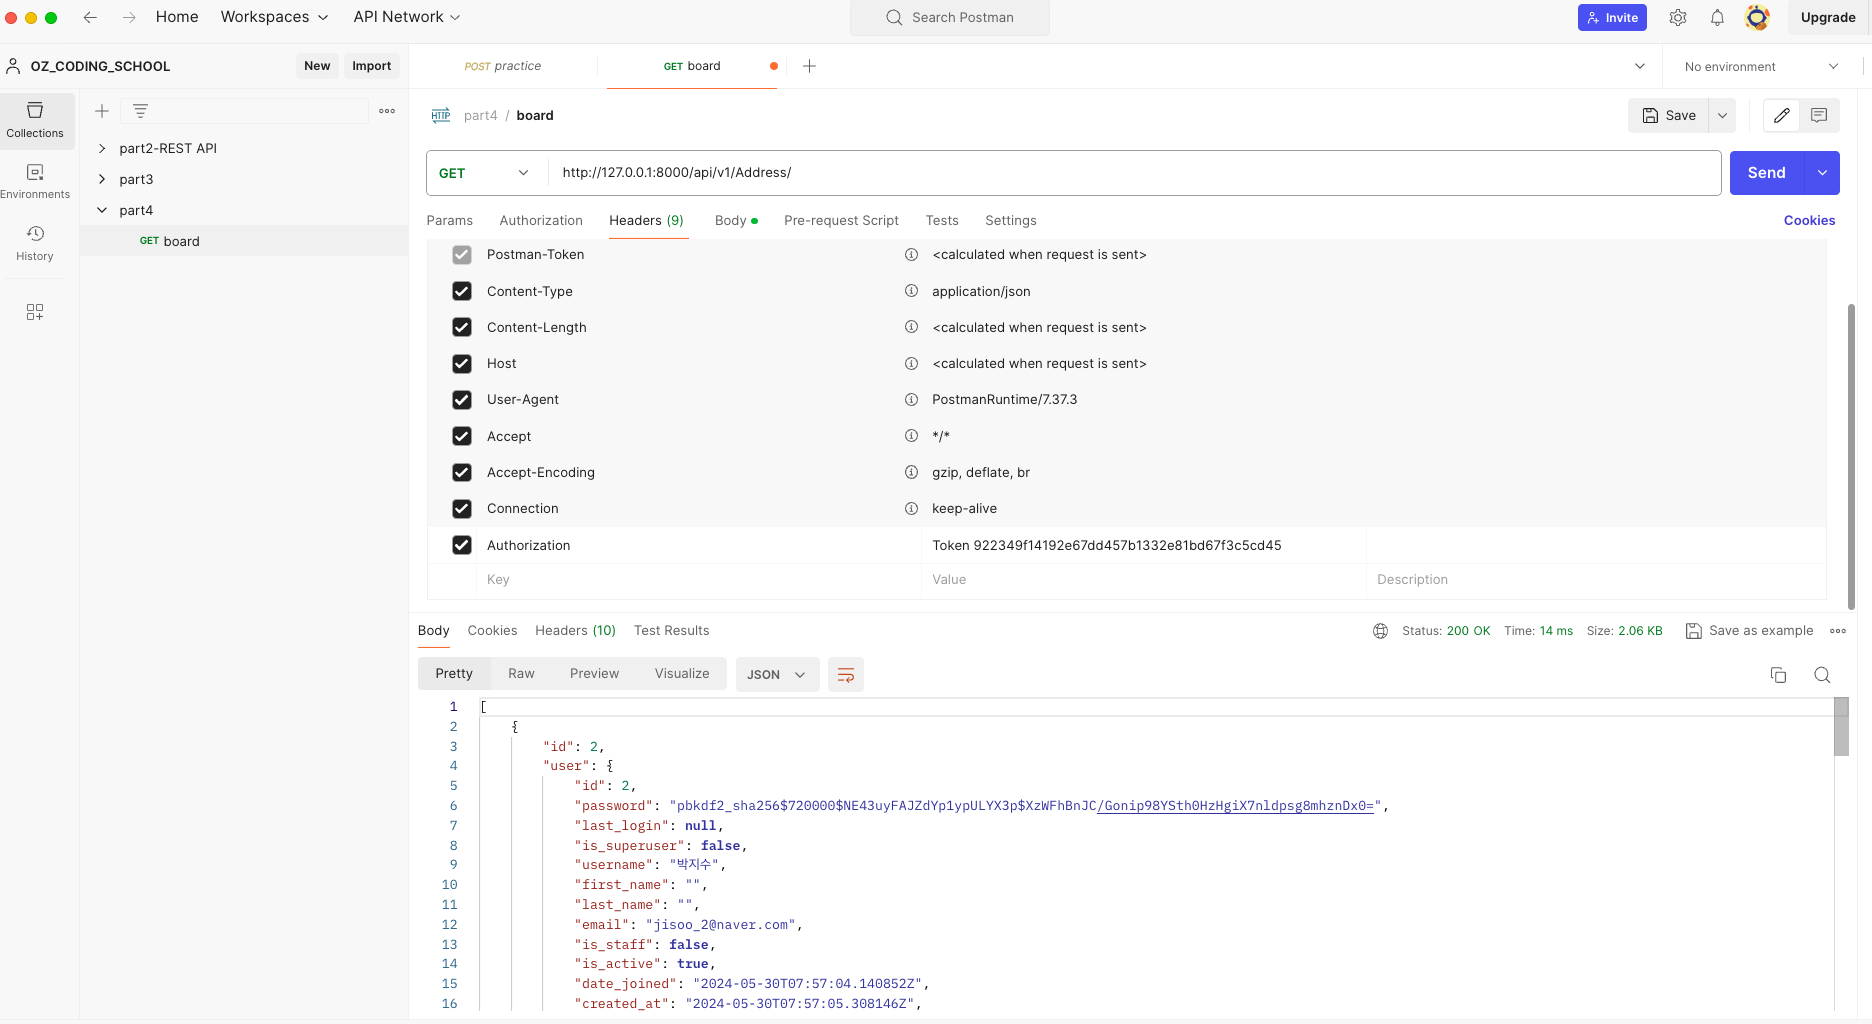 Home Workspaces API Network Search Postman Invite Upgrade
OZ_CODING_SCHOOL New Import POST practice GET board No environment
Collections
Environments
History
part2-REST API
part3
part4
GET board
HTTP part4 / board Save
GET http://127.0.0.1:8000/api/v1/Address/ Send
Params Authorization Headers (9) Body Pre-request Script Tests Settings Cookies
Postman-Token <calculated when request is sent>
Content-Type application/json
Content-Length <calculated when request is sent>
Host <calculated when request is sent>
User-Agent PostmanRuntime/7.37.3
Accept */*
Accept-Encoding gzip, deflate, br
Connection keep-alive
Authorization Token 922349f14192e67dd457b1332e81bd67f3c5cd45
Key Value Description
Body Cookies Headers (10) Test Results Status: 200 OK Time: 14 ms Size: 2.06 KB Save as example
Pretty Raw Preview Visualize JSON
1 [
2 {
3 "id": 2,
4 "user": {
5 "id": 2,
6 "password": "pbkdf2_sha256$720000$NE43uyFAJZdYp1ypULYX3p$XzWFhBnJC/Gonip98YSth0HzHgiX7nldpsg8mhznDx0=",
7 "last_login": null,
8 "is_superuser": false,
9 "username": "박지수",
10 "first_name": "",
11 "last_name": "",
12 "email": "jisoo_2@naver.com",
13 "is_staff": false,
14 "is_active": true,
15 "date_joined": "2024-05-30T07:57:04.140852Z",
16 "created_at": "2024-05-30T07:57:05.308146Z",